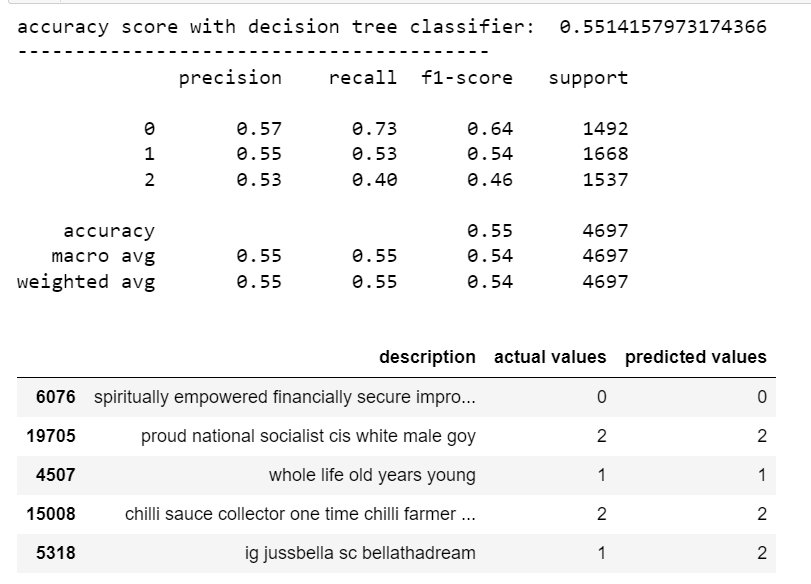 accuracy score with decision tree classifier:  0.5514157973174366
-----------------------------------------
precision    recall  f1-score   support
0       0.57      0.73      0.64      1492
1       0.55      0.53      0.54      1668
2       0.53      0.40      0.46      1537
accuracy                           0.55      4697
macro avg       0.55      0.55      0.54      4697
weighted avg       0.55      0.55      0.54      4697
description actual values predicted values
6076 spiritually empowered financially secure impro... 0 0
19705 proud national socialist cis white male goy 2 2
4507 whole life old years young 1 1
15008 chilli sauce collector one time chilli farmer ... 2 2
5318 ig jussbella sc bellathadream 1 2